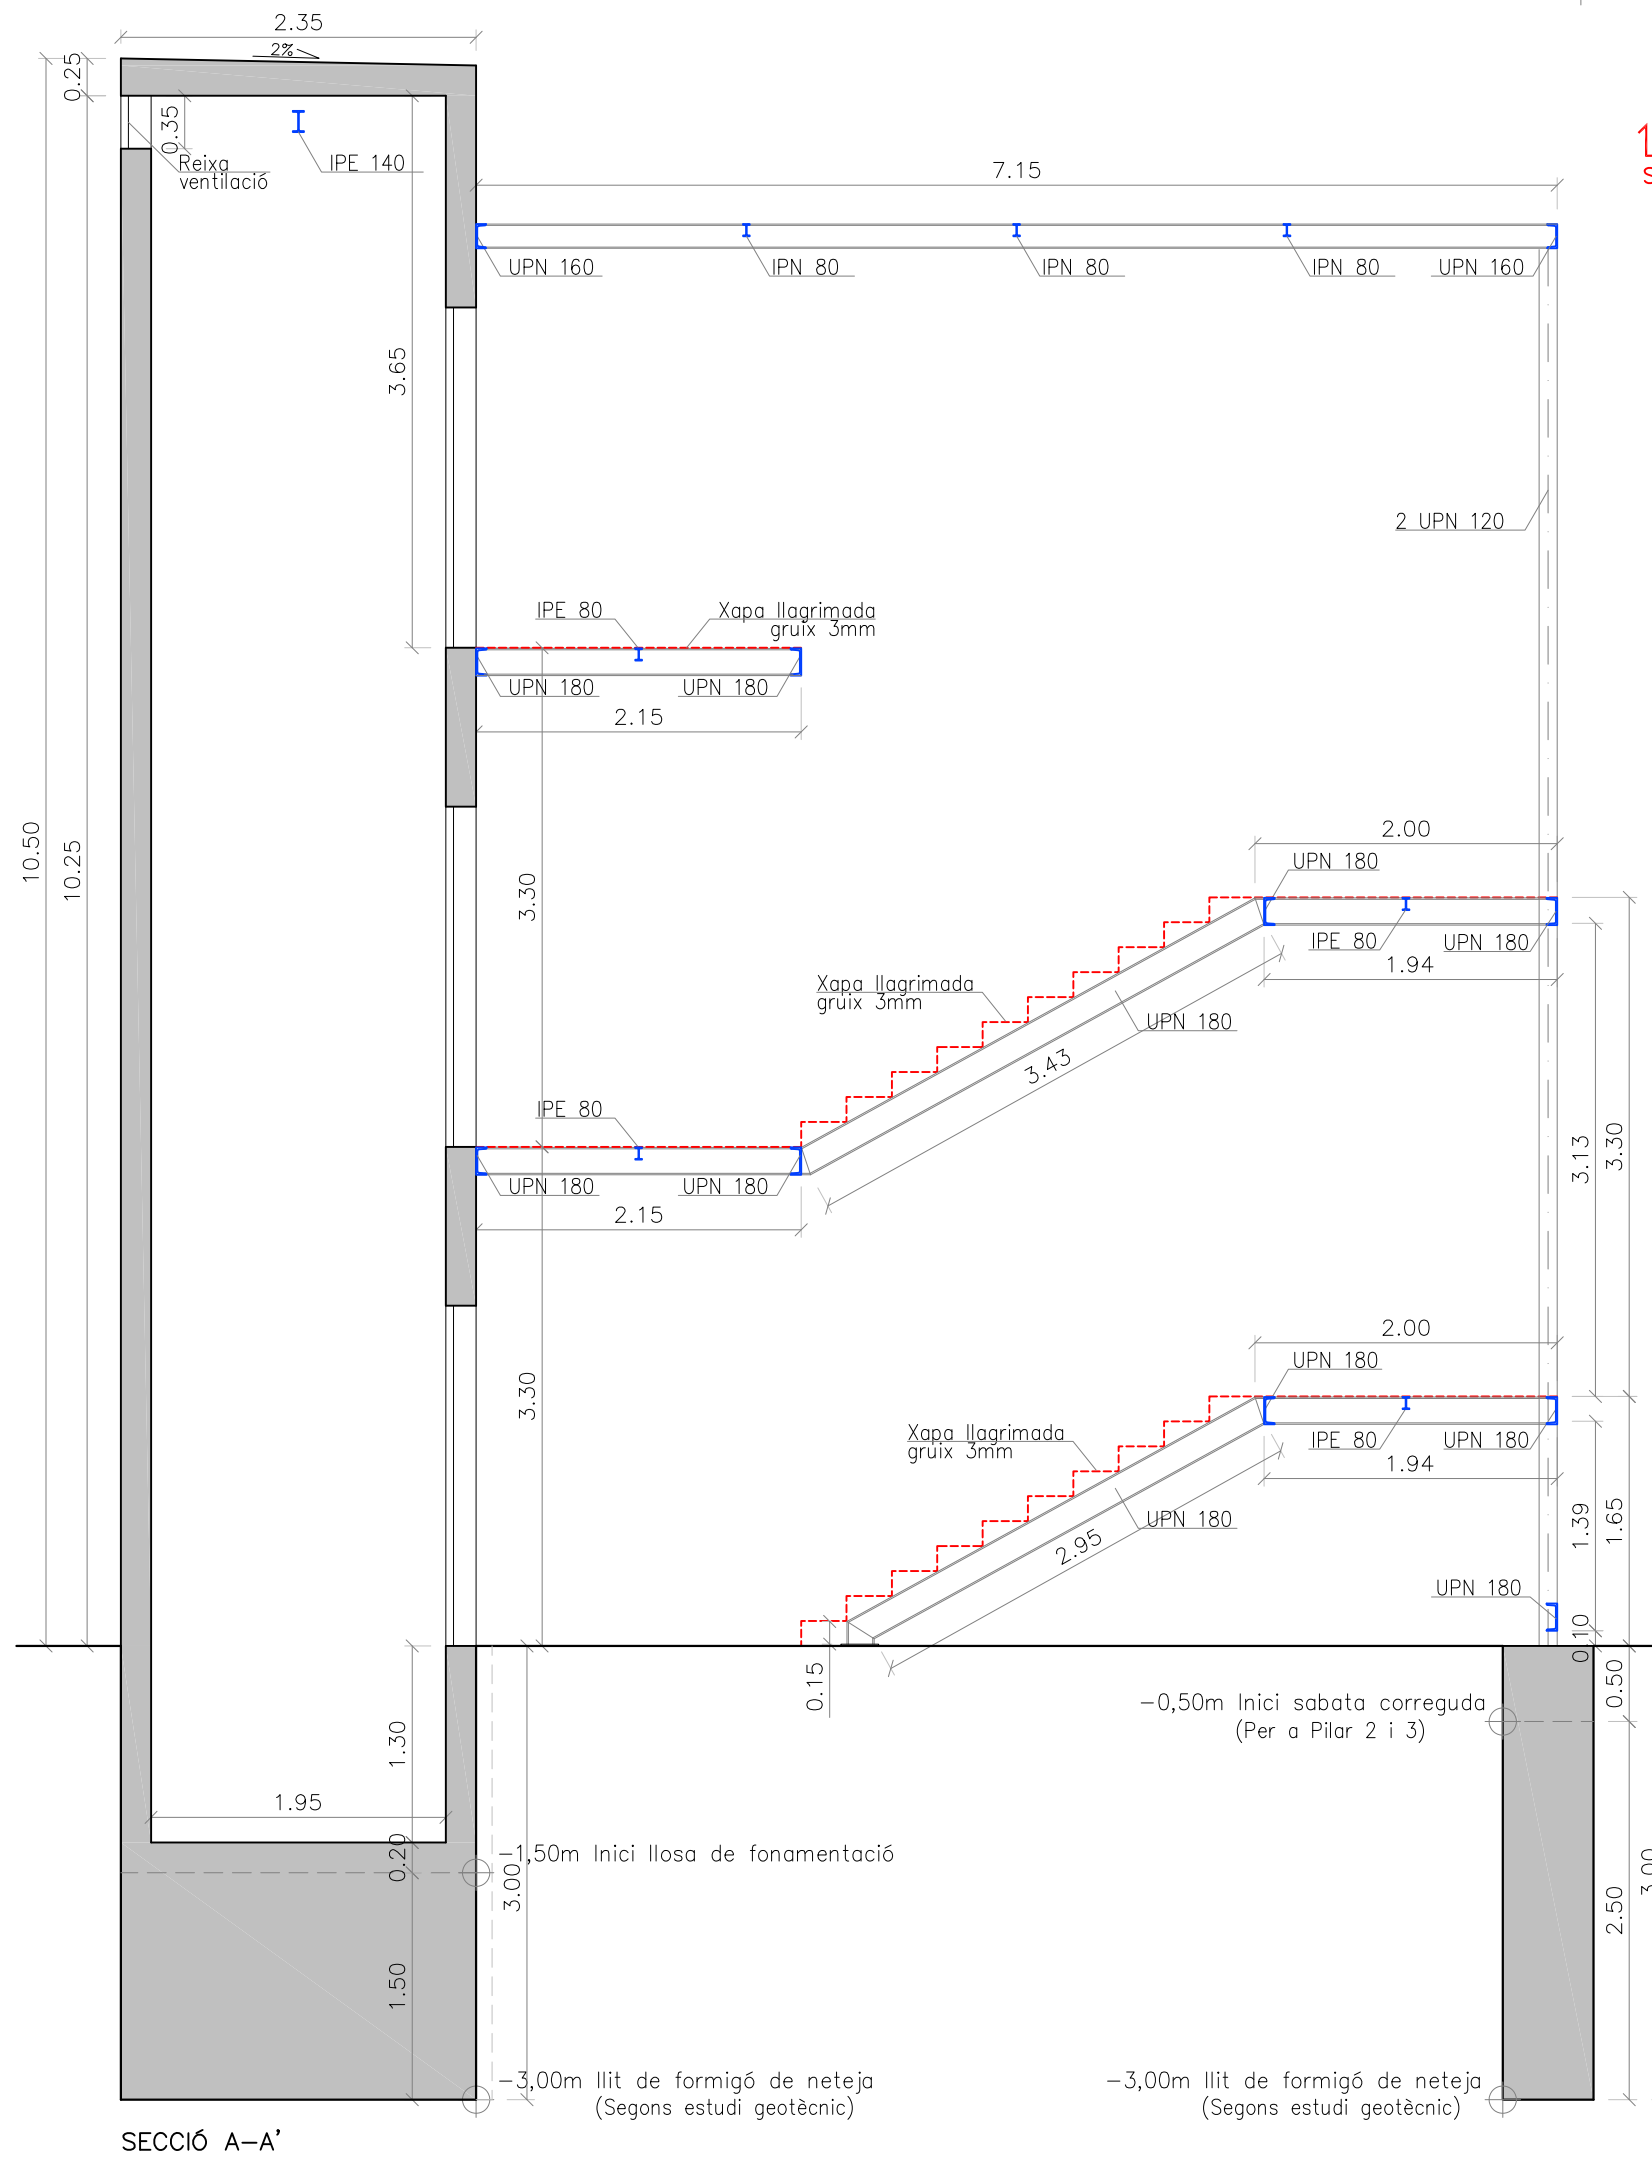 2.35
2%
0.25
0.35
Reixa
ventilació
IPE 140
7.15
UPN 160
IPN 80
IPN 80
IPN 80
UPN 160
3.65
2 UPN 120
IPE 80
Xapa llagrimada
gruix 3mm
UPN 180
UPN 180
2.15
10.50
10.25
3.30
2.00
UPN 180
IPE 80
UPN 180
1.94
Xapa llagrimada
gruix 3mm
UPN 180
3.43
IPE 80
UPN 180
UPN 180
2.15
3.13
3.30
2.00
UPN 180
3.30
IPE 80
UPN 180
1.94
Xapa llagrimada
gruix 3mm
UPN 180
2.95
1.39
1.65
UPN 180
0.10
0.15
0.50
-0,50m Inici sabata correguda
(Per a Pilar 2 i 3)
1.30
1.95
0.20
-1,50m Inici llosa de fonamentació
3.00
2.50
3.00
1.50
-3,00m llit de formigó de neteja
(Segons estudi geotècnic)
-3,00m llit de formigó de neteja
(Segons estudi geotècnic)
SECCIÓ A-A'